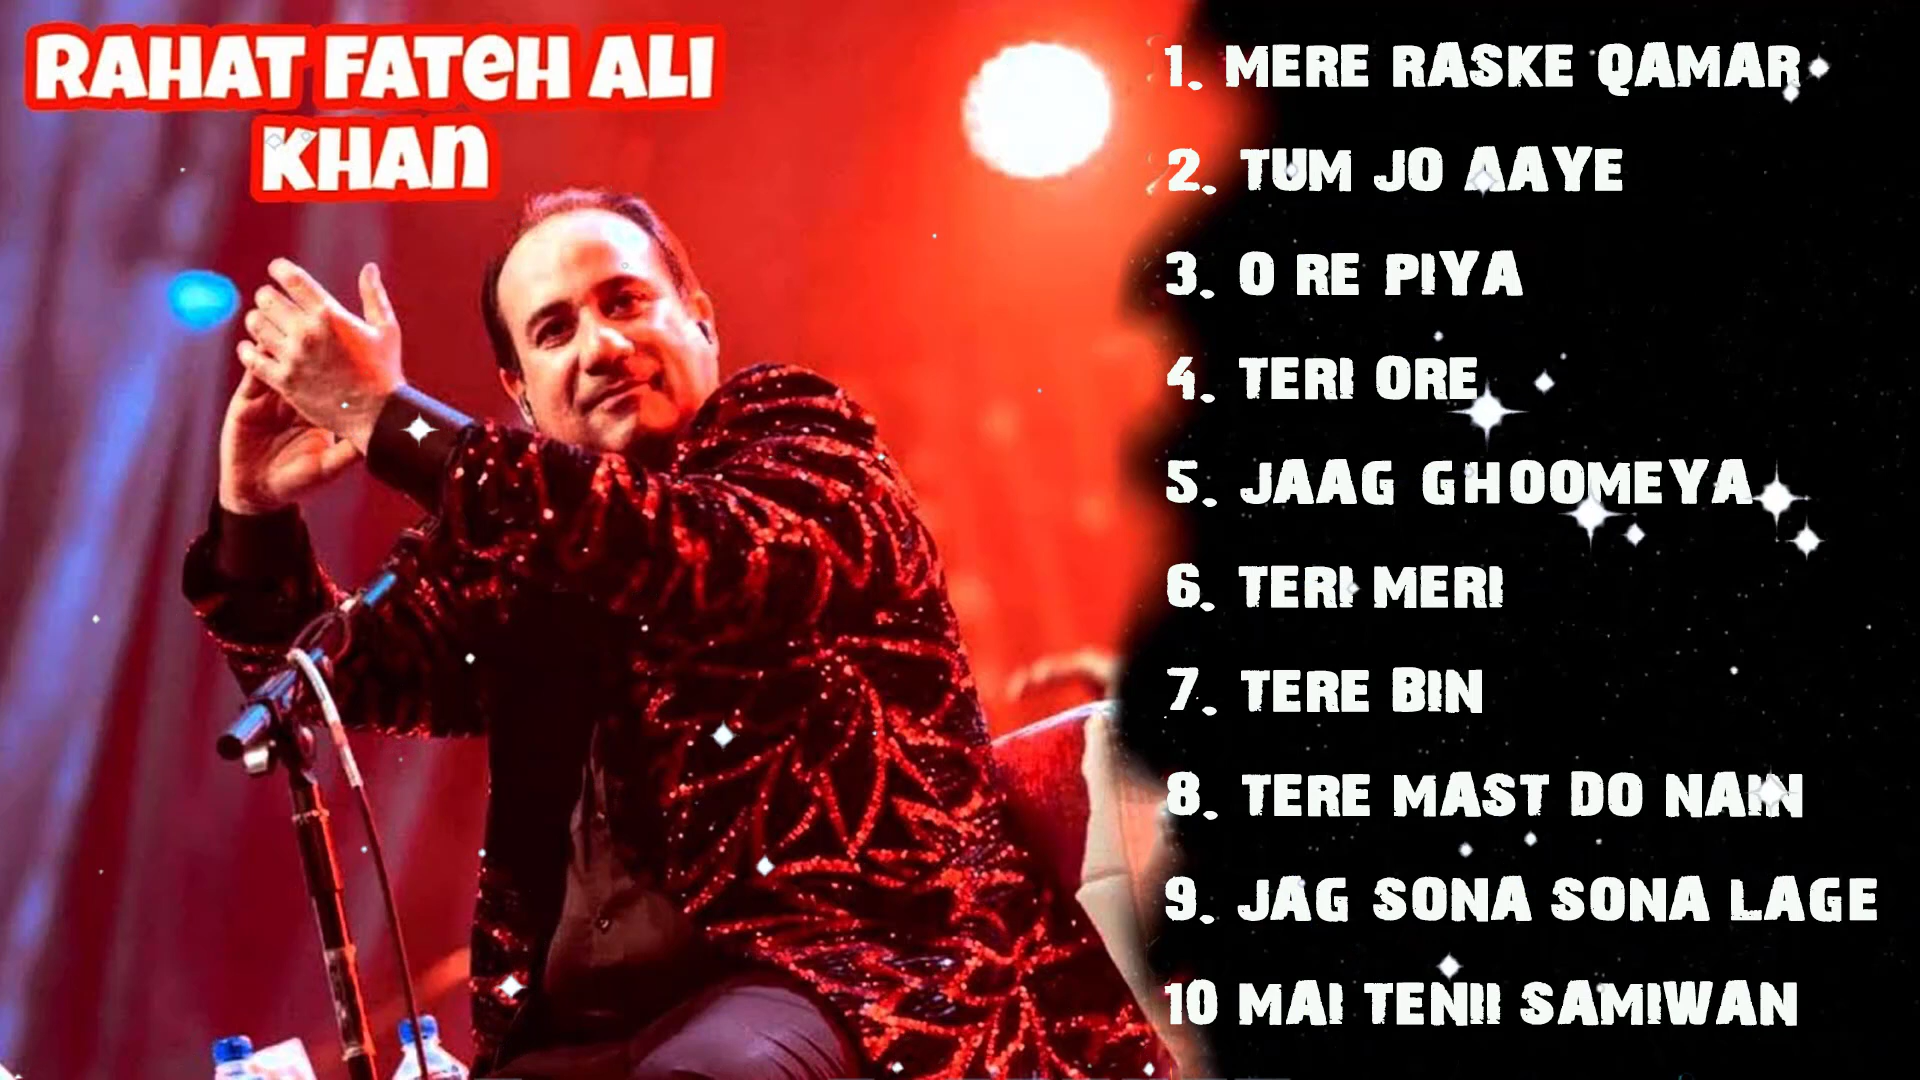 RAHAT FATEH ALI
KHAN
1. MERE RASKE QAMAR
2. TUM JO AAYE
3. O RE PIYA
4. TERI ORE
5. JAAG GHOOMEYA
6. TERI MERI
7. TERE BIN
8. TERE MAST DO NAIN
9. JAG SONA SONA LAGE
10 MAI TENII SAMIWAN